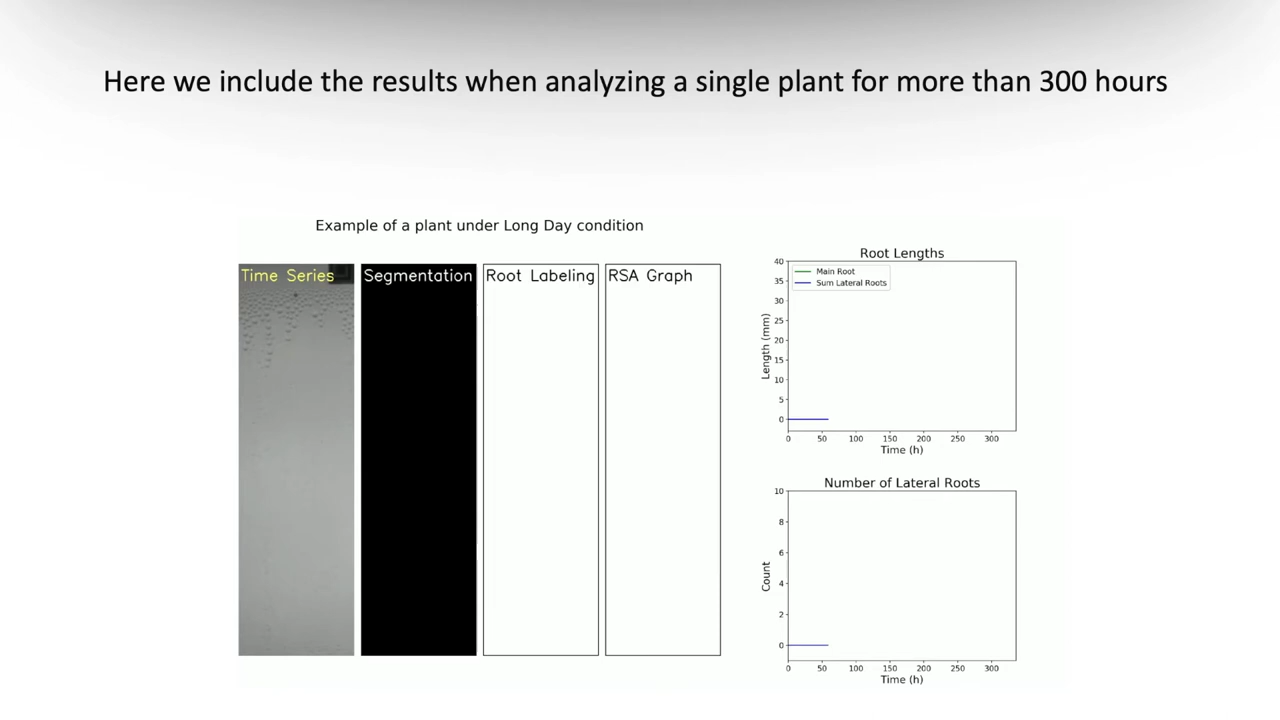 Here we include the results when analyzing a single plant for more than 300 hours
Example of a plant under Long Day condition
Time Series
Segmentation
Root Labeling
RSA Graph
Root Lengths
Main Root
Sum Lateral Roots
Length (mm)
40
35
30
25
20
15
10
5
0
0 50 100 150 200 250 300
Time (h)
Number of Lateral Roots
Count
10
8
6
4
2
0
0 50 100 150 200 250 300
Time (h)